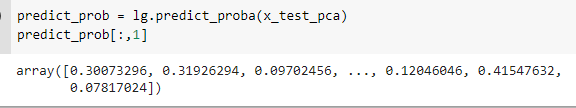 predict_prob = lg.predict_proba(x_test_pca)
predict_prob[:,1]
array([0.30073296, 0.31926294, 0.09702456, ..., 0.12046046, 0.41547632,
0.07817024])